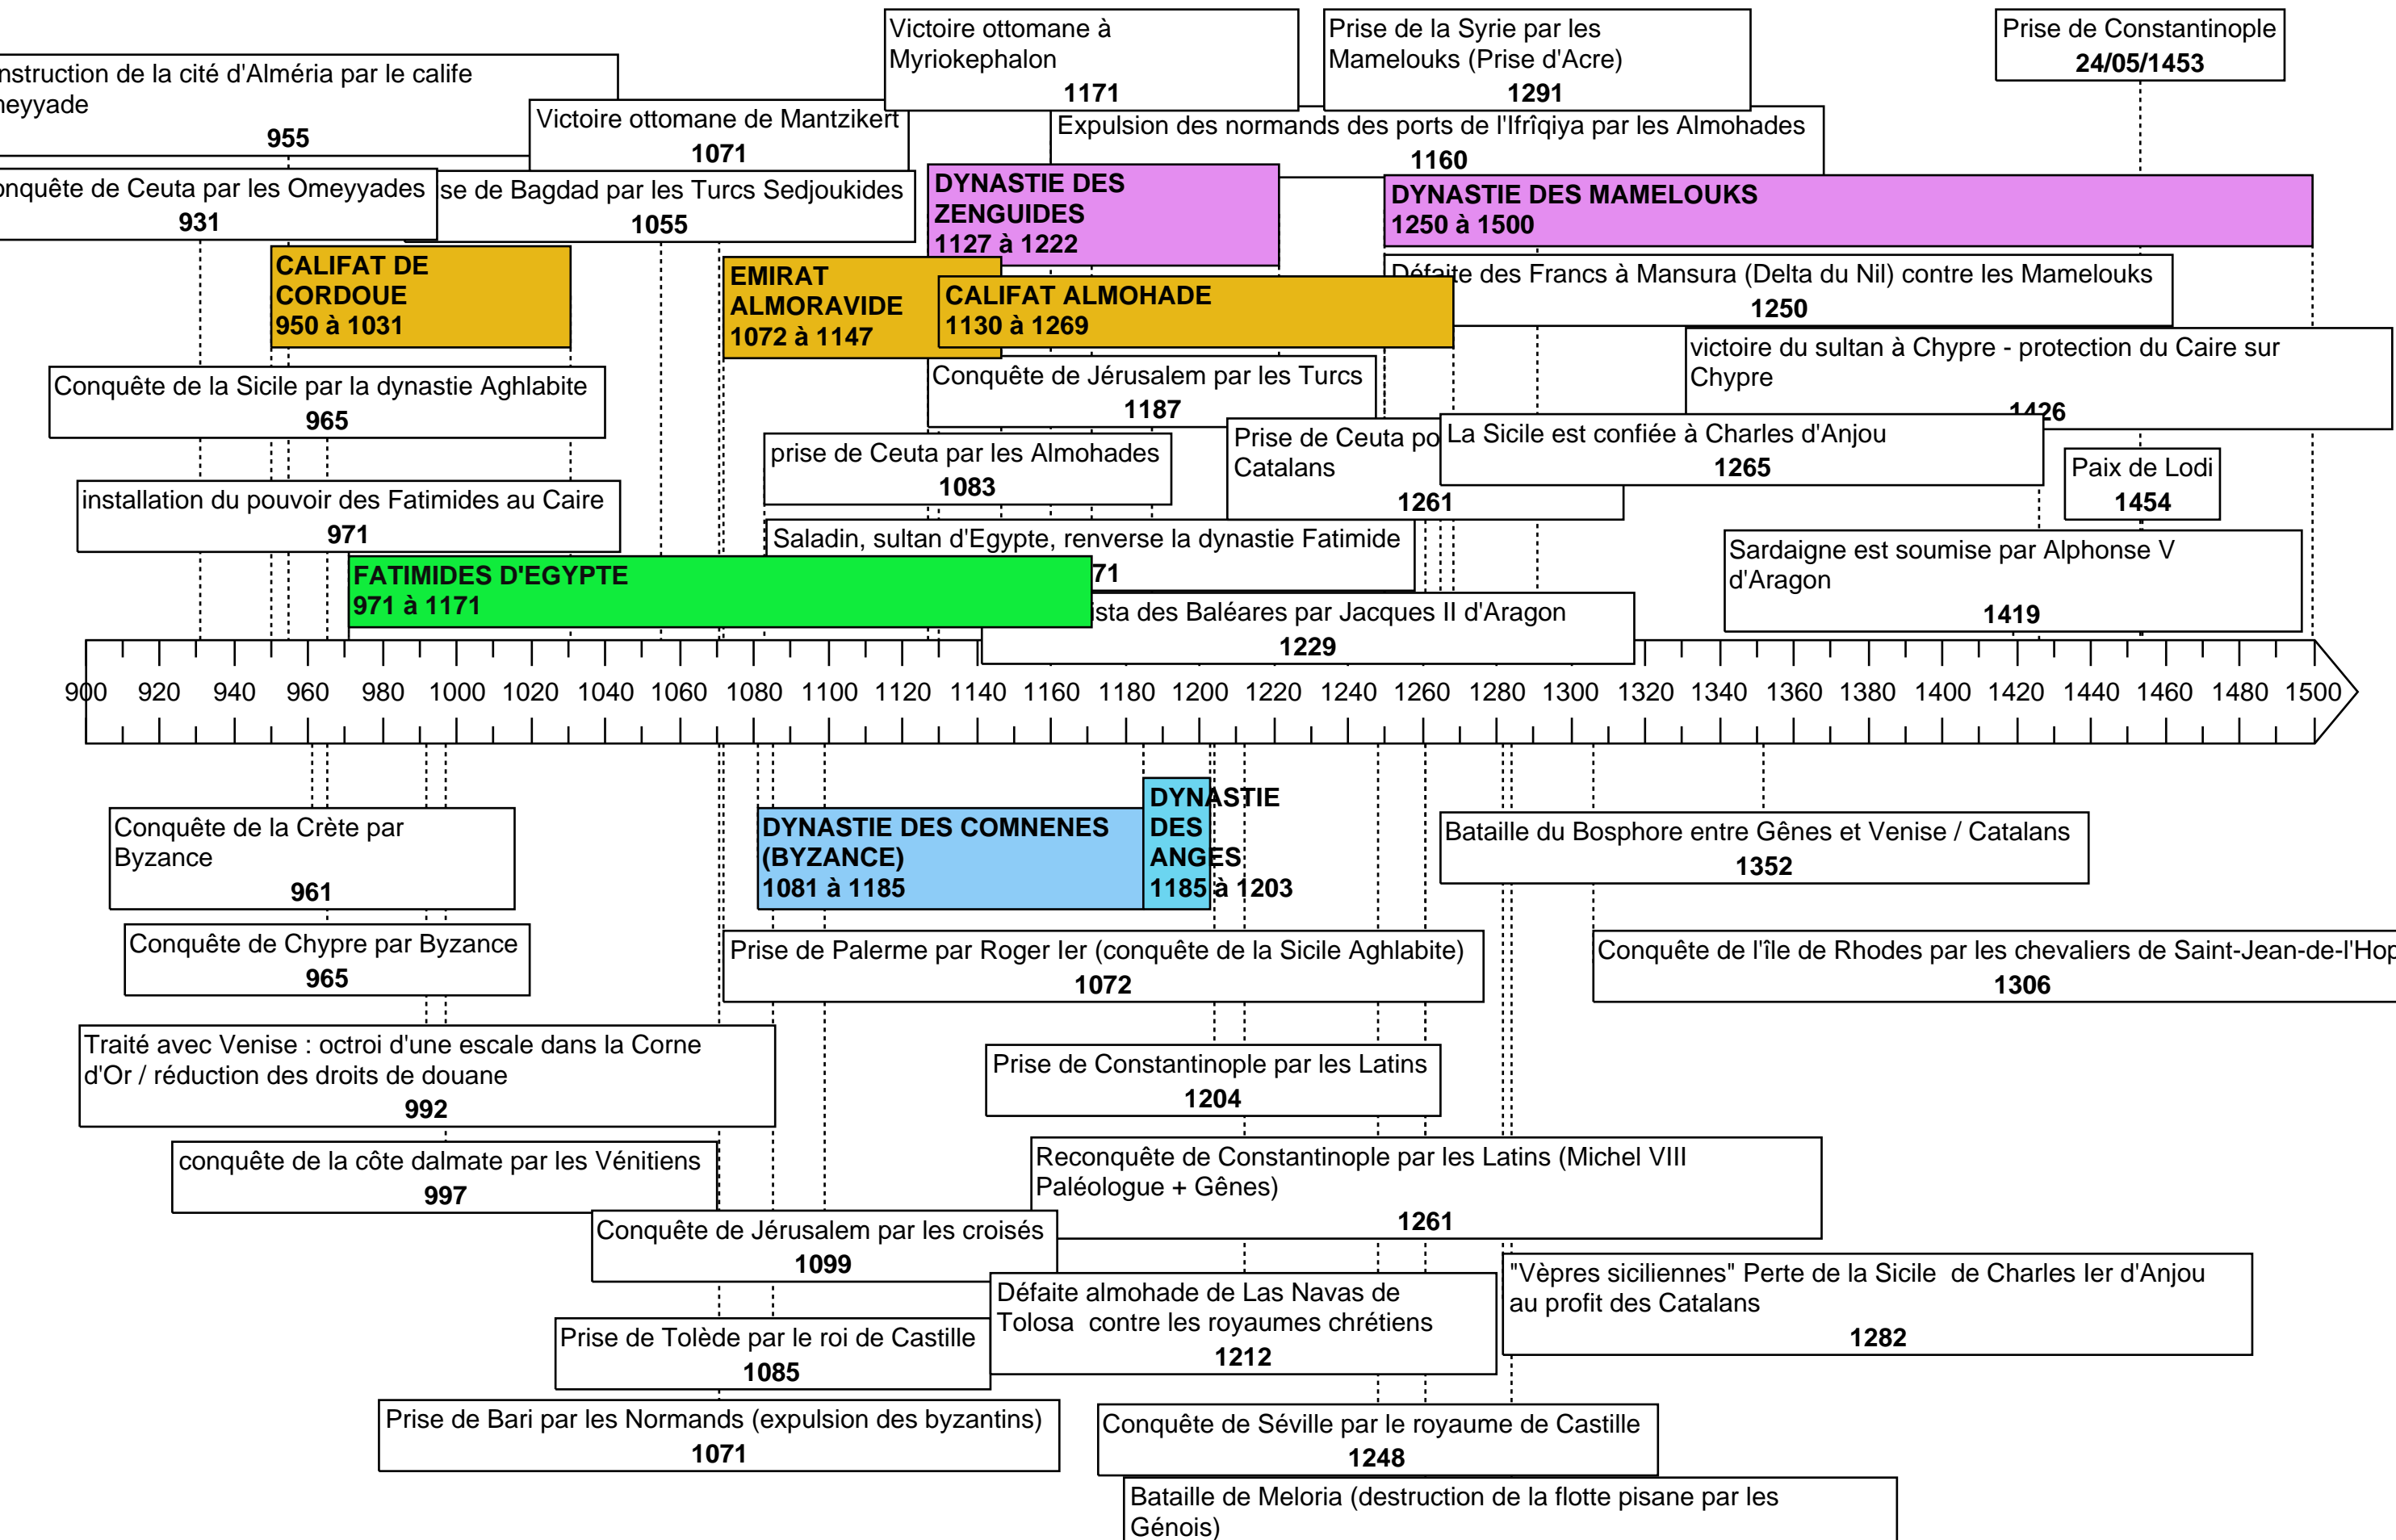 Victoire ottomane à
Myriokephalon
1171
Prise de la Syrie par les
Mamelouks (Prise d'Acre)
1291
Prise de Constantinople
24/05/1453
nstruction de la cité d'Alméria par le calife
neyyade
955
Victoire ottomane de Mantzikert
1071
Expulsion des normands des ports de l'Ifrîqiya par les Almohades
1160
onquête de Ceuta par les Omeyyades
931
se de Bagdad par les Turcs Sedjoukides
1055
DYNASTIE DES
ZENGUIDES
1127 à 1222
DYNASTIE DES MAMELOUKS
1250 à 1500
CALIFAT DE
CORDOUE
950 à 1031
EMIRAT
ALMORAVIDE
1072 à 1147
CALIFAT ALMOHADE
1130 à 1269
Défaite des Francs à Mansura (Delta du Nil) contre les Mamelouks
1250
victoire du sultan à Chypre - protection du Caire sur
Chypre
1426
Conquête de la Sicile par la dynastie Aghlabite
965
Conquête de Jérusalem par les Turcs
1187
prise de Ceuta par les Almohades
1083
Prise de Ceuta po
Catalans
1261
La Sicile est confiée à Charles d'Anjou
1265
Paix de Lodi
1454
installation du pouvoir des Fatimides au Caire
971
Saladin, sultan d'Egypte, renverse la dynastie Fatimide
71
Sardaigne est soumise par Alphonse V
d'Aragon
1419
FATIMIDES D'EGYPTE
971 à 1171
ista des Baléares par Jacques II d'Aragon
1229
900 920 940 960 980 1000 1020 1040 1060 1080 1100 1120 1140 1160 1180 1200 1220 1240 1260 1280 1300 1320 1340 1360 1380 1400 1420 1440 1460 1480 1500
Conquête de la Crète par
Byzance
961
DYNASTIE DES COMNENES
(BYZANCE)
1081 à 1185
DYNASTIE
DES
ANGES
1185 à 1203
Bataille du Bosphore entre Gênes et Venise / Catalans
1352
Conquête de Chypre par Byzance
965
Prise de Palerme par Roger Ier (conquête de la Sicile Aghlabite)
1072
Conquête de l'île de Rhodes par les chevaliers de Saint-Jean-de-l'Hop
1306
Traité avec Venise : octroi d'une escale dans la Corne
d'Or / réduction des droits de douane
992
Prise de Constantinople par les Latins
1204
conquête de la côte dalmate par les Vénitiens
997
Reconquête de Constantinople par les Latins (Michel VIII
Paléologue + Gênes)
1261
Conquête de Jérusalem par les croisés
1099
Défaite almohade de Las Navas de
Tolosa  contre les royaumes chrétiens
1212
"Vèpres siciliennes" Perte de la Sicile  de Charles Ier d'Anjou
au profit des Catalans
1282
Prise de Tolède par le roi de Castille
1085
Prise de Bari par les Normands (expulsion des byzantins)
1071
Conquête de Séville par le royaume de Castille
1248
Bataille de Meloria (destruction de la flotte pisane par les
Génois)